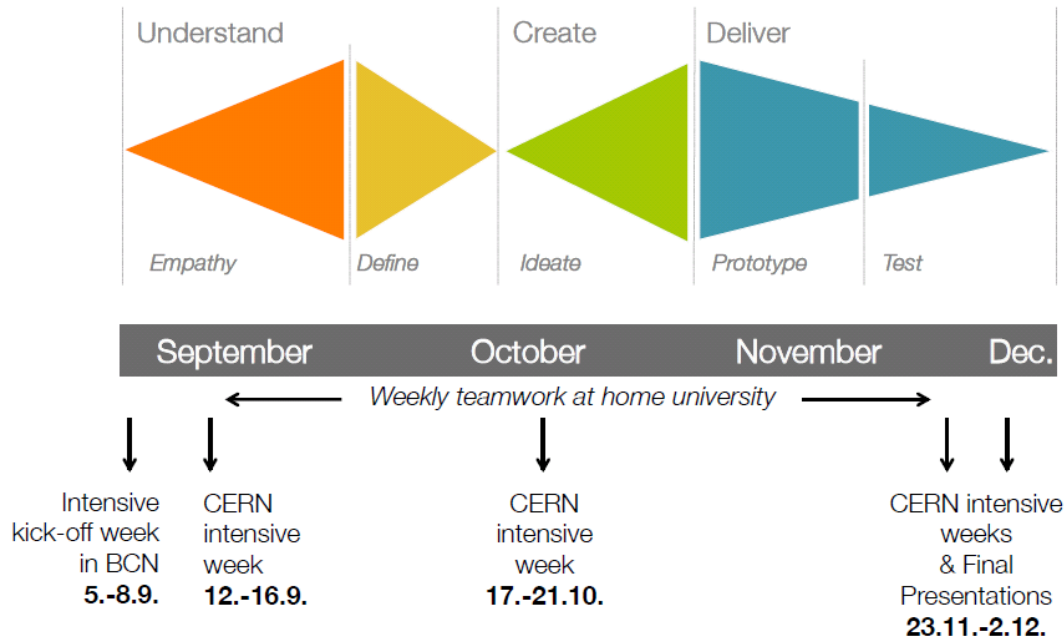 Understand
Create
Deliver
Empathy
Define
Ideate
Prototype
Test
September
October
November
Dec.
Weekly teamwork at home university
Intensive
kick-off week
in BCN
5.-8.9.
CERN
intensive
week
12.-16.9.
CERN
intensive
week
17.-21.10.
CERN intensive
weeks
& Final
Presentations
23.11.-2.12.